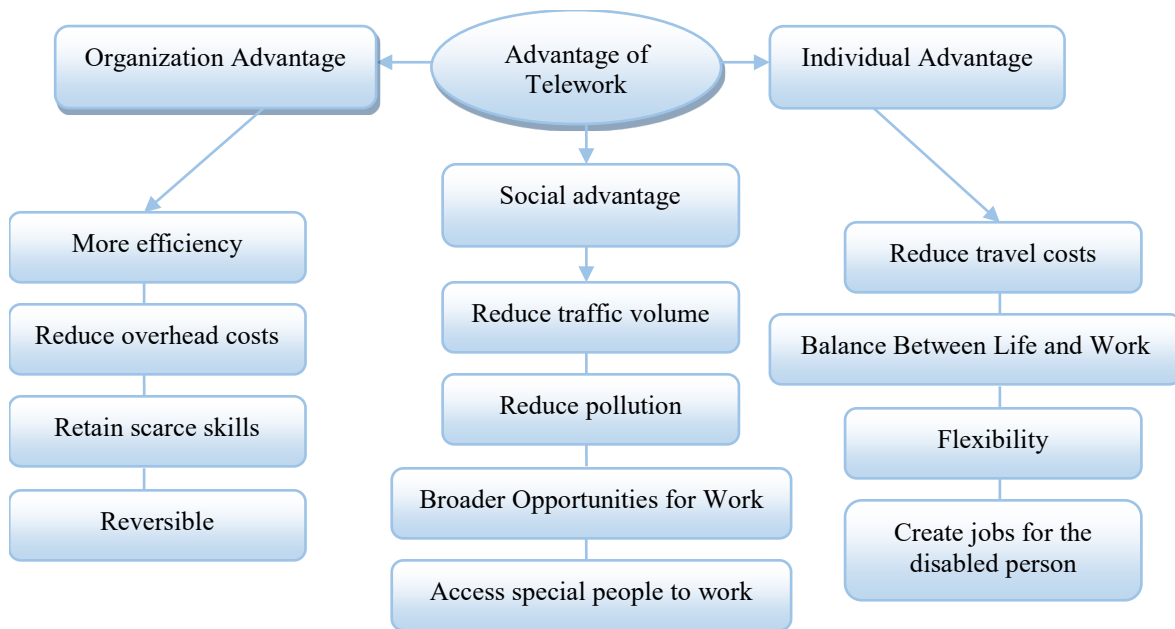 Organization Advantage
Advantage of
Telework
Individual Advantage
Social advantage
More efficiency
Reduce overhead costs
Retain scarce skills
Reversible
Reduce traffic volume
Reduce pollution
Broader Opportunities for Work
Access special people to work
Reduce travel costs
Balance Between Life and Work
Flexibility
Create jobs for the
disabled person